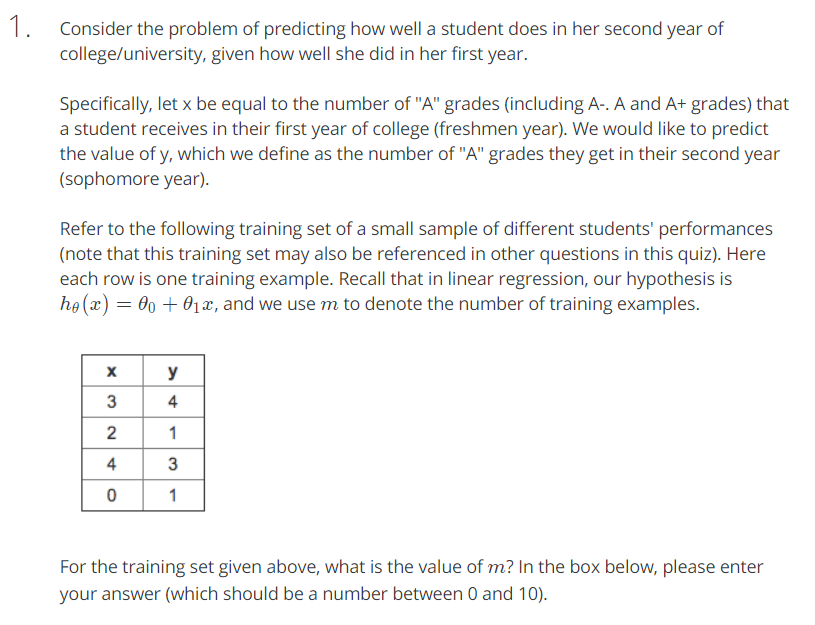 1. Consider the problem of predicting how well a student does in her second year of
college/university, given how well she did in her first year.
Specifically, let x be equal to the number of "A" grades (including A-. A and A+ grades) that
a student receives in their first year of college (freshmen year). We would like to predict
the value of y, which we define as the number of "A" grades they get in their second year
(sophomore year).
Refer to the following training set of a small sample of different students' performances
(note that this training set may also be referenced in other questions in this quiz). Here
each row is one training example. Recall that in linear regression, our hypothesis is
hθ(x) = θ0 + θ1x, and we use m to denote the number of training examples.
x y
3 4
2 1
4 3
0 1
For the training set given above, what is the value of m? In the box below, please enter
your answer (which should be a number between 0 and 10).